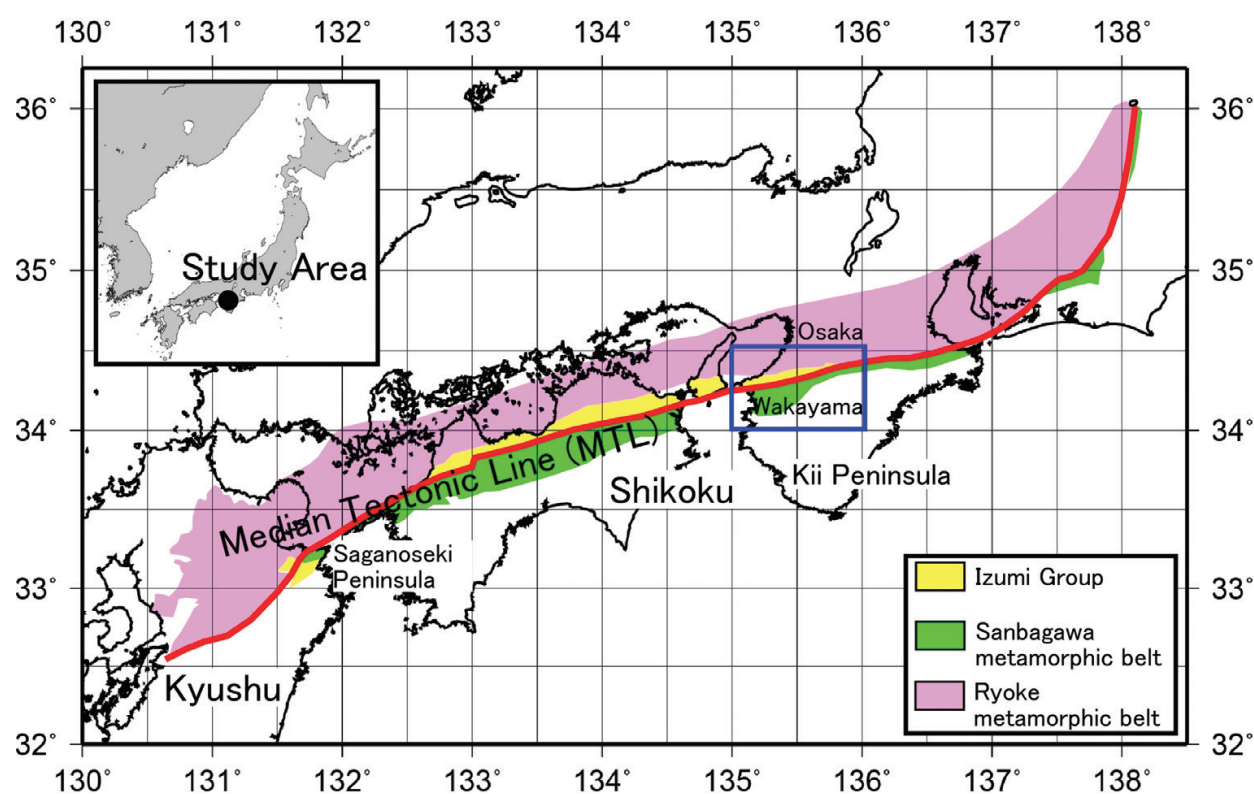 130° 131° 132° 133° 134° 135° 136° 137° 138°
36° 36°
Study Area
35° 35°
Osaka
Wakayama
34° 34°
Median Tectonic Line (MTL)
Kii Peninsula
Shikoku
Saganoseki
Peninsula
33° 33°
Izumi Group
Sanbagawa
metamorphic belt
Kyushu
Ryoke
metamorphic belt
32° 32°
130° 131° 132° 133° 134° 135° 136° 137° 138°